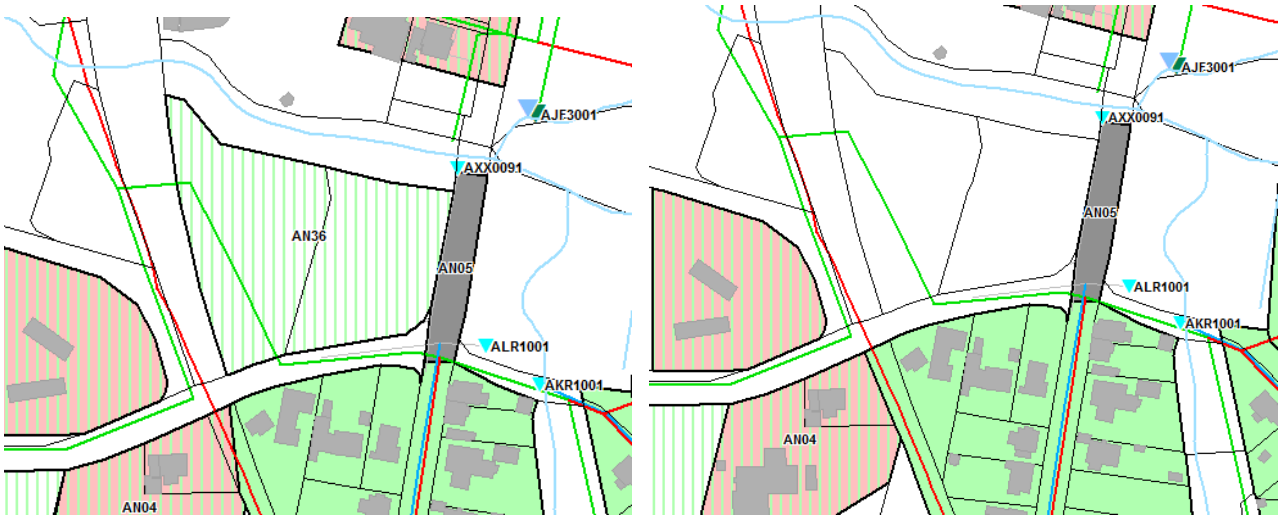 AJF3001
AXX0091
AN36
AN05
ALR1001
AKR1001
AN04
AJF3001
AXX0091
AN05
ALR1001
AKR1001
AN04